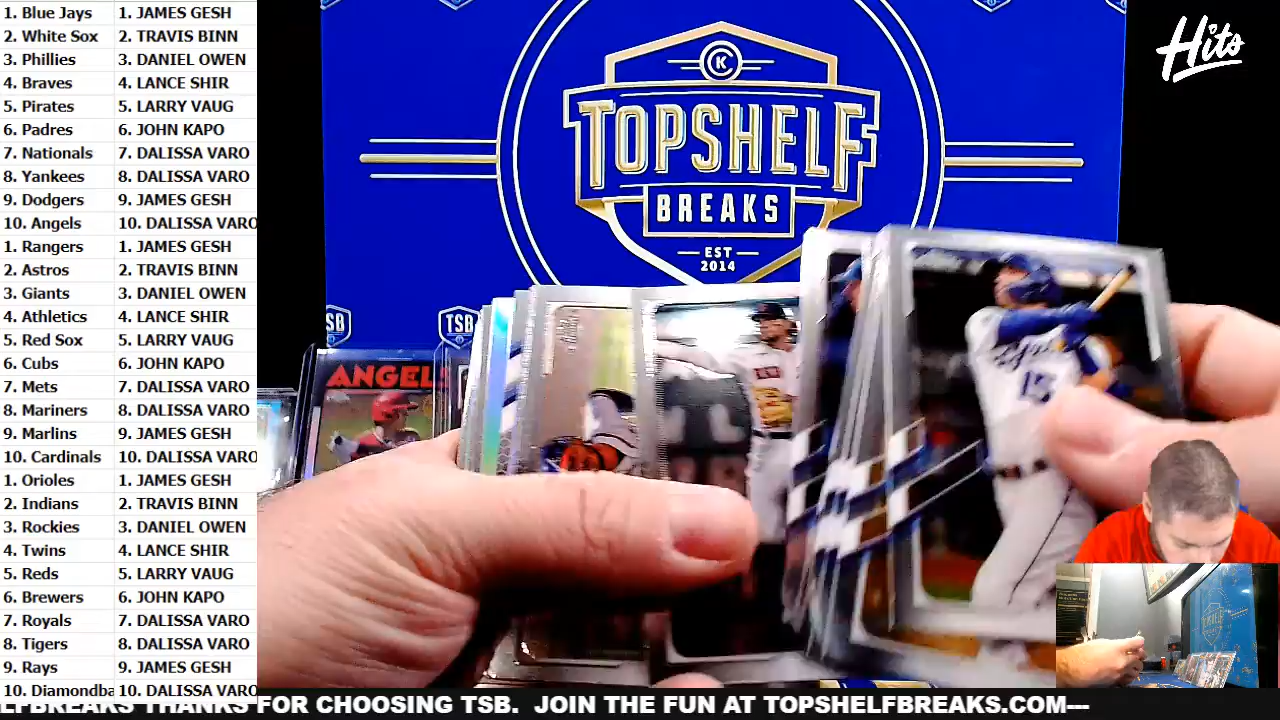 1. Blue Jays 1. JAMES GESH
2. White Sox 2. TRAVIS BINN
3. Phillies 3. DANIEL OWEN
4. Braves 4. LANCE SHIR
5. Pirates 5. LARRY VAUG
6. Padres 6. JOHN KAPO
7. Nationals 7. DALISSA VARO
8. Yankees 8. DALISSA VARO
9. Dodgers 9. JAMES GESH
10. Angels 10. DALISSA VARO
1. Rangers 1. JAMES GESH
2. Astros 2. TRAVIS BINN
3. Giants 3. DANIEL OWEN
4. Athletics 4. LANCE SHIR
5. Red Sox 5. LARRY VAUG
6. Cubs 6. JOHN KAPO
7. Mets 7. DALISSA VARO
8. Mariners 8. DALISSA VARO
9. Marlins 9. JAMES GESH
10. Cardinals 10. DALISSA VARO
1. Orioles 1. JAMES GESH
2. Indians 2. TRAVIS BINN
3. Rockies 3. DANIEL OWEN
4. Twins 4. LANCE SHIR
5. Reds 5. LARRY VAUG
6. Brewers 6. JOHN KAPO
7. Royals 7. DALISSA VARO
8. Tigers 8. DALISSA VARO
9. Rays 9. JAMES GESH
10. Diamondba 10. DALISSA VARO
Hits
CK
TOPSHELF
BREAKS
EST
2014
SB
TSB
ANGELS
15
LFBREAKS THANKS FOR CHOOSING TSB. JOIN THE FUN AT TOPSHELFBREAKS.COM---